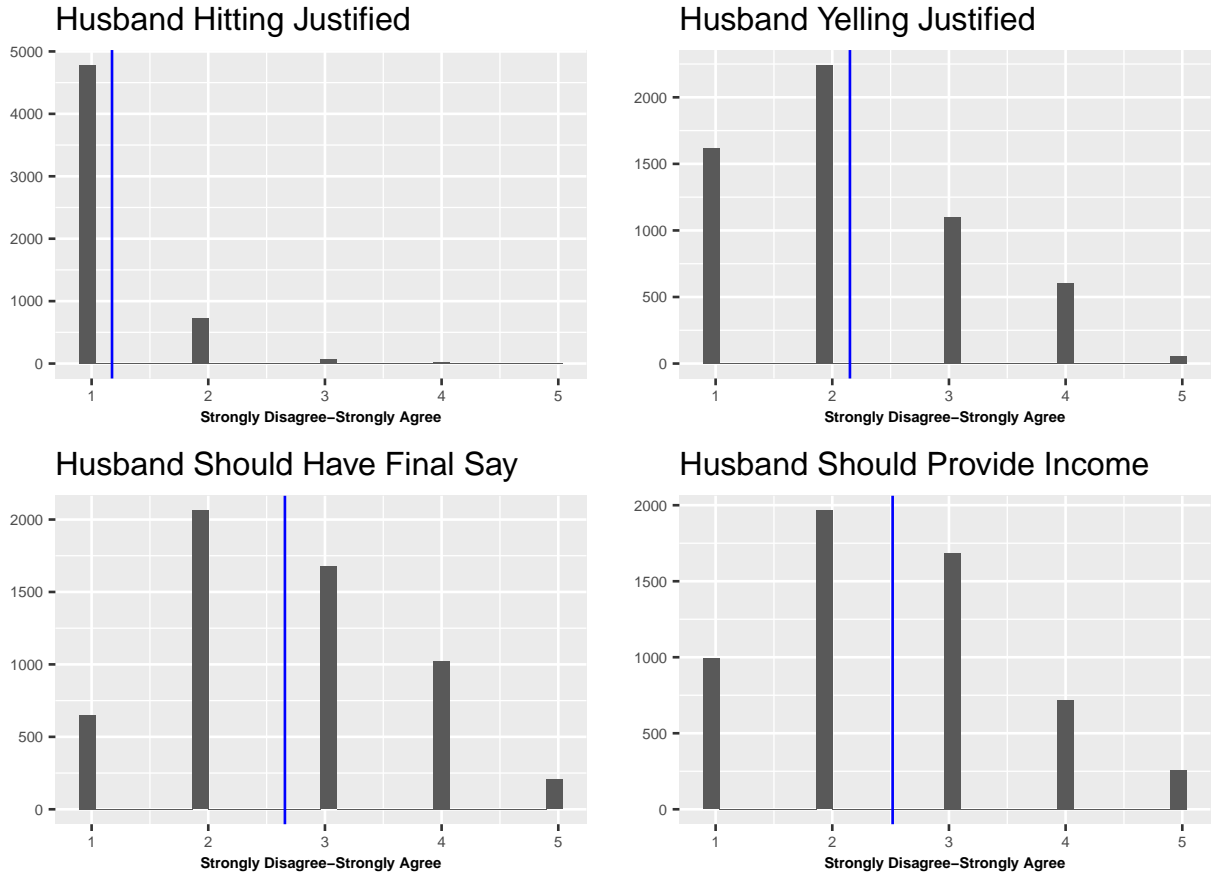 Husband Hitting Justified
5000
4000
3000
2000
1000
0
1 2 3 4 5
Strongly Disagree−Strongly Agree
Husband Yelling Justified
2000
1500
1000
500
0
1 2 3 4 5
Strongly Disagree−Strongly Agree
Husband Should Have Final Say
2000
1500
1000
500
0
1 2 3 4 5
Strongly Disagree−Strongly Agree
Husband Should Provide Income
2000
1500
1000
500
0
1 2 3 4 5
Strongly Disagree−Strongly Agree